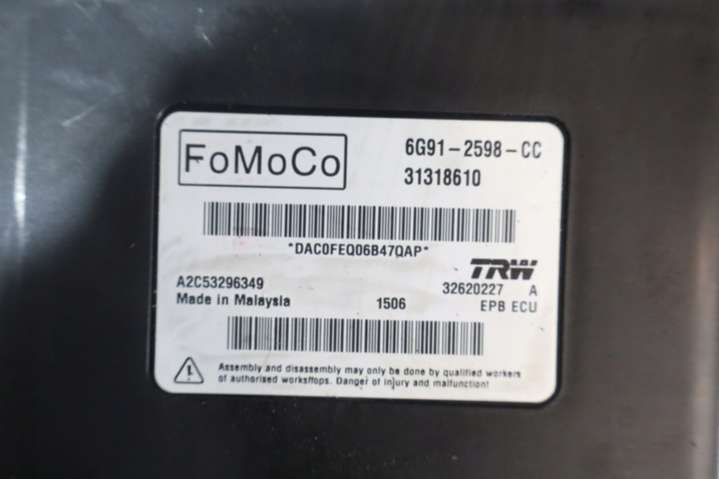 FoMoCo
6G91-2598-CC
31318610
*DAC0FEQ06B47QAP*
TRW
A2C53296349
32620227 A
Made in Malaysia
1506
EPB ECU
Assembly and disassembly may only be done by qualified workers
of authorised workshops. Danger of injury and malfunction!